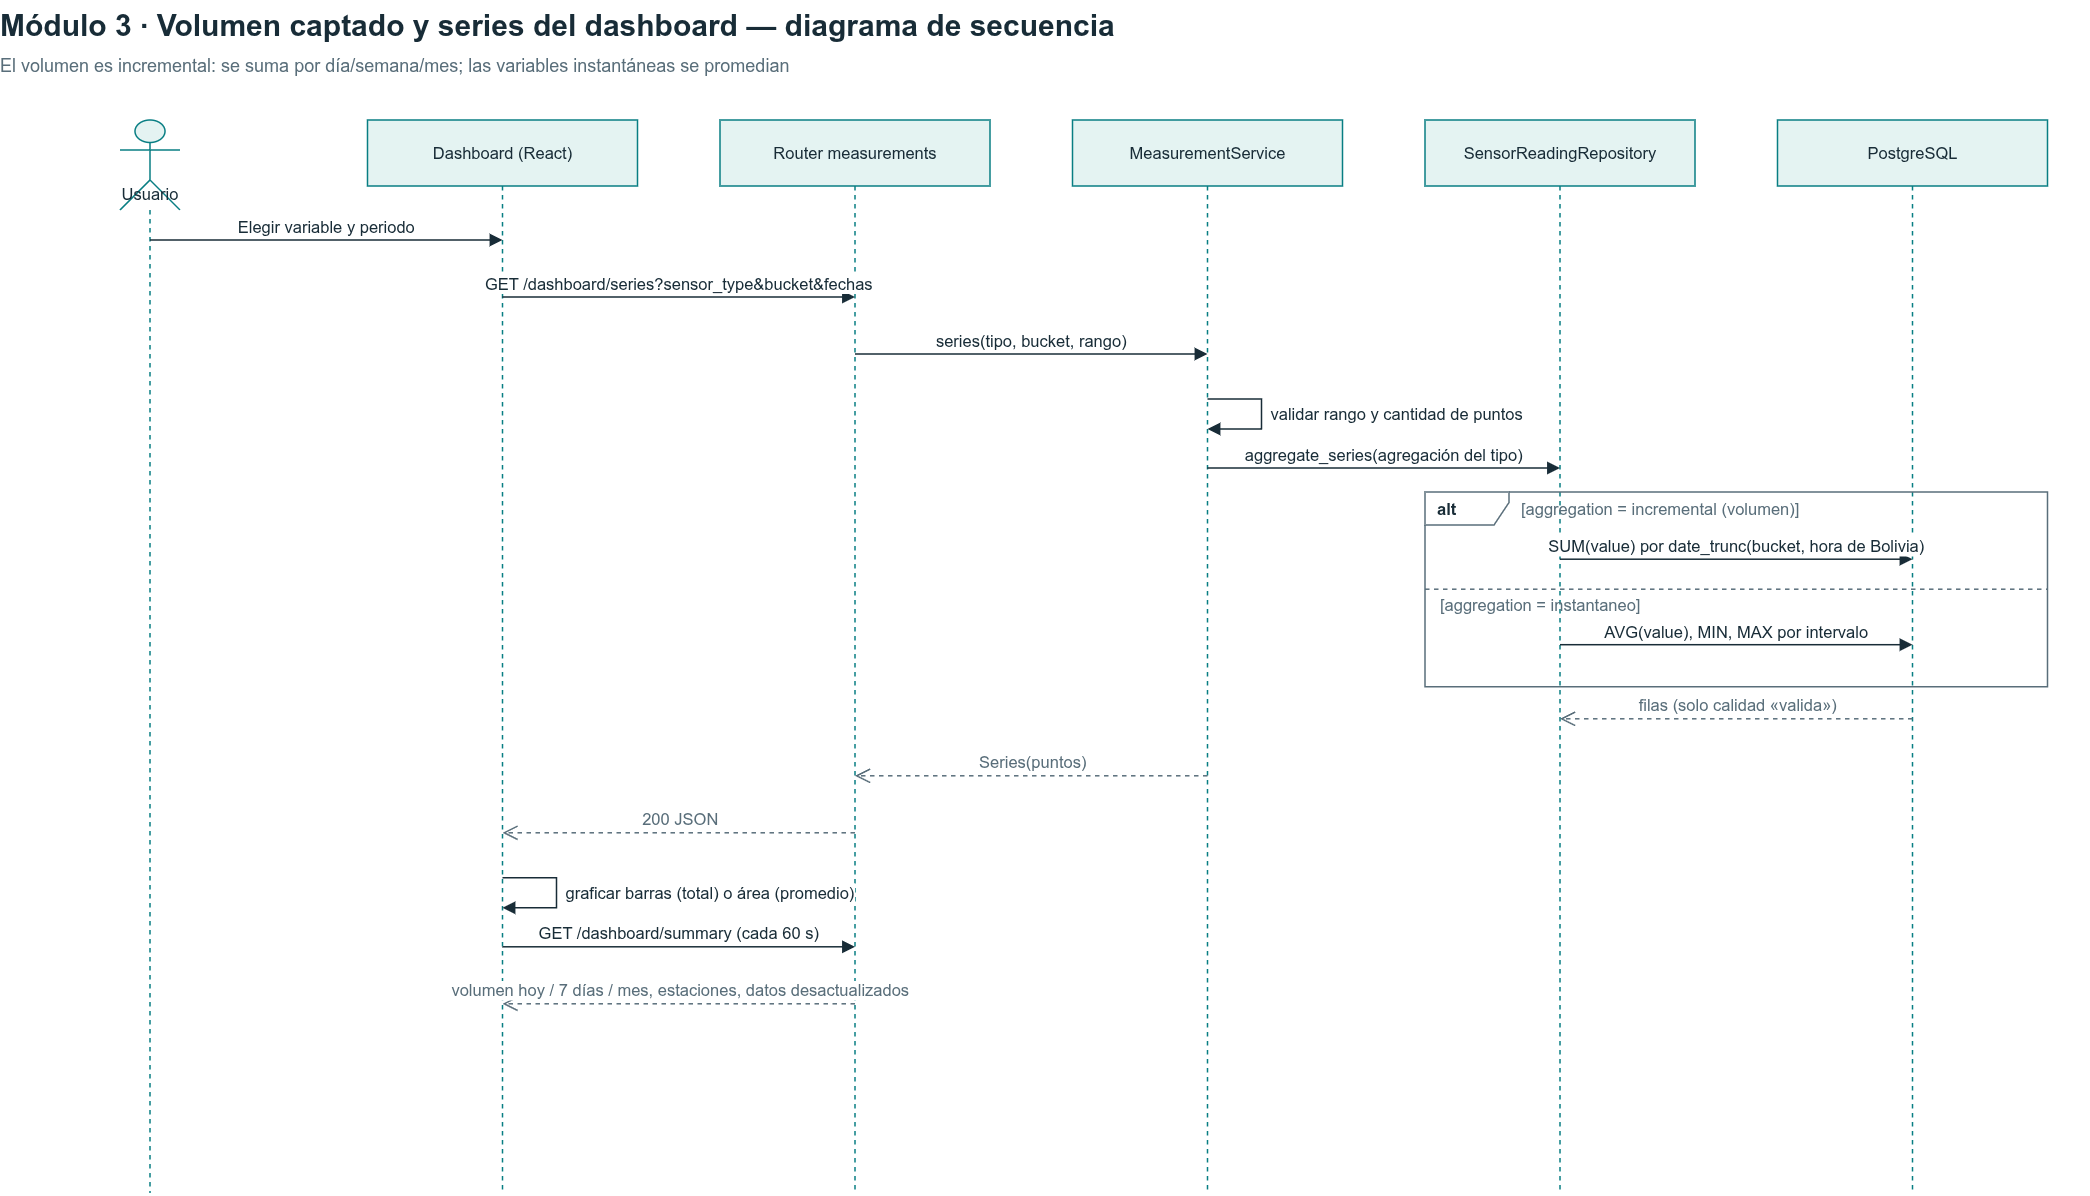 Módulo 3 · Volumen captado y series del dashboard — diagrama de secuencia
El volumen es incremental: se suma por día/semana/mes; las variables instantáneas se promedian
Usuario
Dashboard (React)
Router measurements
MeasurementService
SensorReadingRepository
PostgreSQL
Elegir variable y periodo
GET /dashboard/series?sensor_type&bucket&fechas
series(tipo, bucket, rango)
validar rango y cantidad de puntos
aggregate_series(agregación del tipo)
alt
[aggregation = incremental (volumen)]
SUM(value) por date_trunc(bucket, hora de Bolivia)
[aggregation = instantaneo]
AVG(value), MIN, MAX por intervalo
filas (solo calidad «valida»)
Series(puntos)
200 JSON
graficar barras (total) o área (promedio)
GET /dashboard/summary (cada 60 s)
volumen hoy / 7 días / mes, estaciones, datos desactualizados